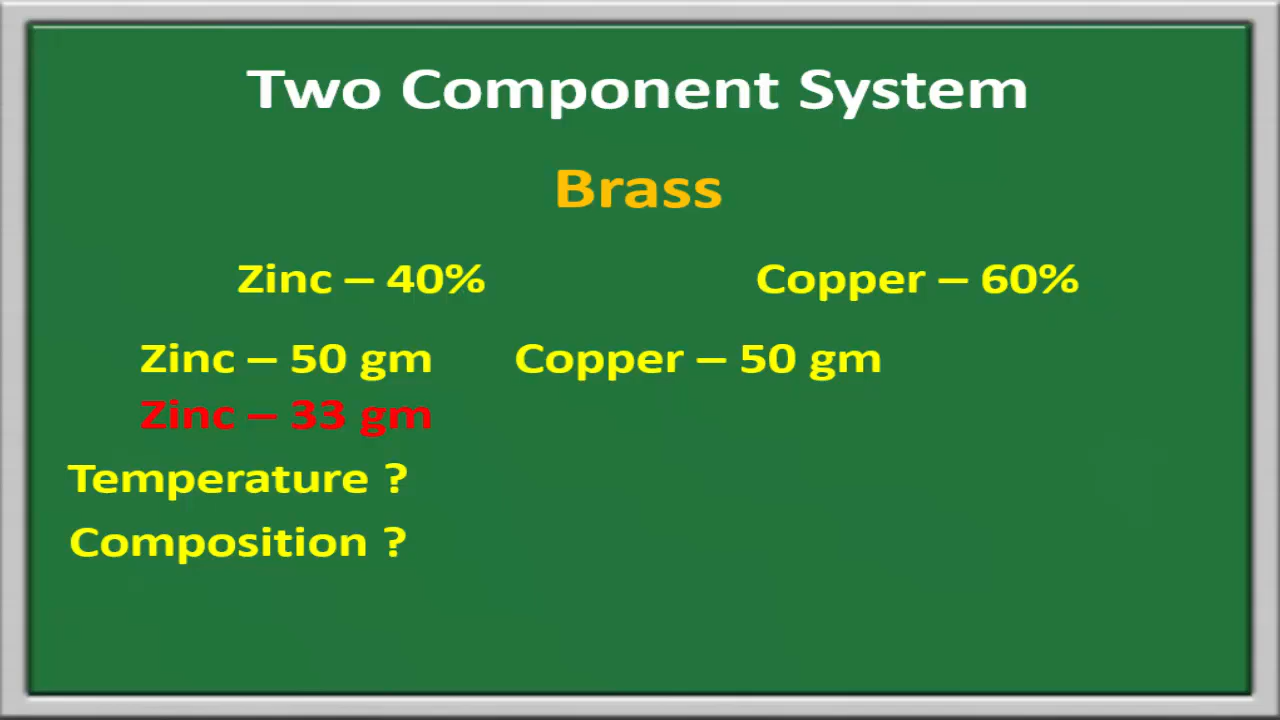 Two Component System
Brass
Zinc – 40% Copper – 60%
Zinc – 50 gm Copper – 50 gm
Zinc – 33 gm
Temperature ?
Composition ?